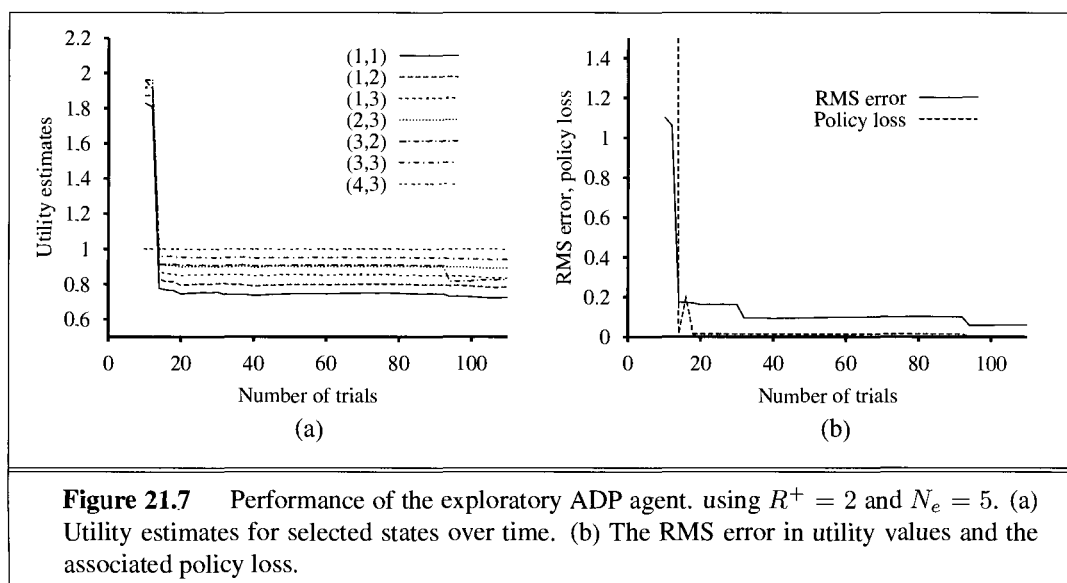 2.2
2
1.8
1.6
1.4
1.2
1
0.8
0.6
Utility estimates
(1,1)
(1,2)
(1,3)
(2,3)
(3,2)
(3,3)
(4,3)
0 20 40 60 80 100
Number of trials
(a)
1.4
1.2
1
0.8
0.6
0.4
0.2
0
RMS error, policy loss
RMS error
Policy loss
0 20 40 60 80 100
Number of trials
(b)
Figure 21.7 Performance of the exploratory ADP agent. using R⁺ = 2 and Nₑ = 5. (a)
Utility estimates for selected states over time. (b) The RMS error in utility values and the
associated policy loss.